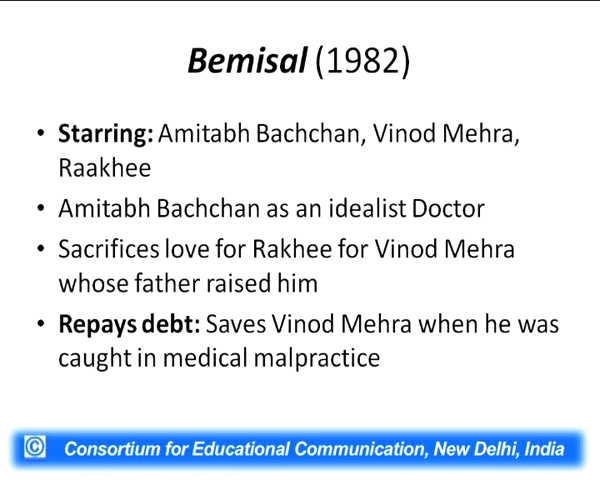 Bemisal (1982)
• Starring: Amitabh Bachchan, Vinod Mehra,
Raakhee
• Amitabh Bachchan as an idealist Doctor
• Sacrifices love for Rakhee for Vinod Mehra
whose father raised him
• Repays debt: Saves Vinod Mehra when he was
caught in medical malpractice
© Consortium for Educational Communication, New Delhi, India